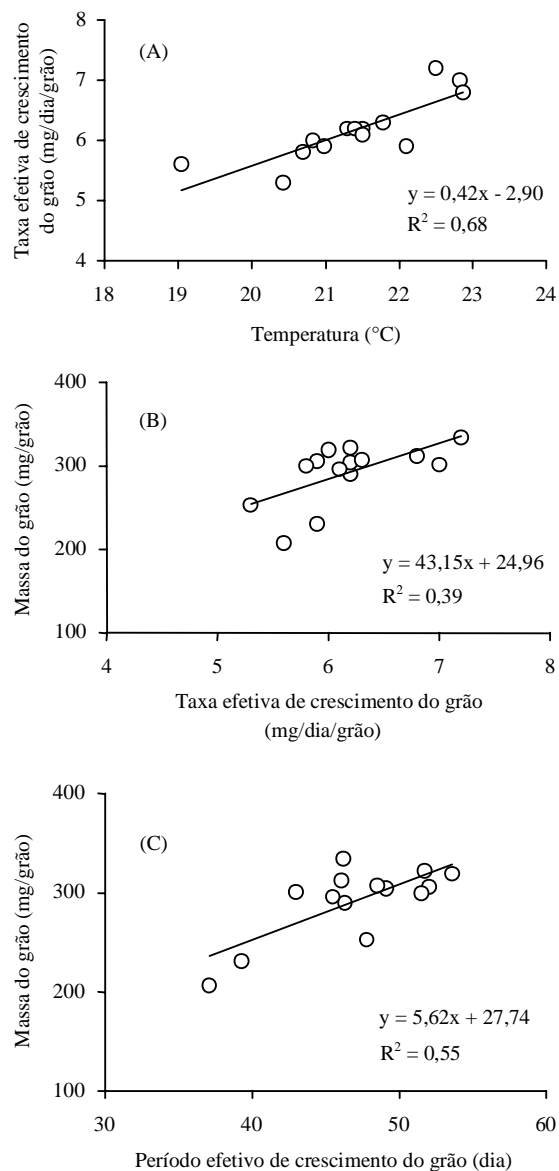 (A)
8
7
6
5
4
Taxa efetiva de crescimento
do grão (mg/dia/grão)
y = 0,42x - 2,90
R² = 0,68
18 19 20 21 22 23 24
Temperatura (°C)
(B)
400
300
200
100
Massa do grão (mg/grão)
y = 43,15x + 24,96
R² = 0,39
4 5 6 7 8
Taxa efetiva de crescimento do grão
(mg/dia/grão)
(C)
400
300
200
100
Massa do grão (mg/grão)
y = 5,62x + 27,74
R² = 0,55
30 40 50 60
Período efetivo de crescimento do grão (dia)